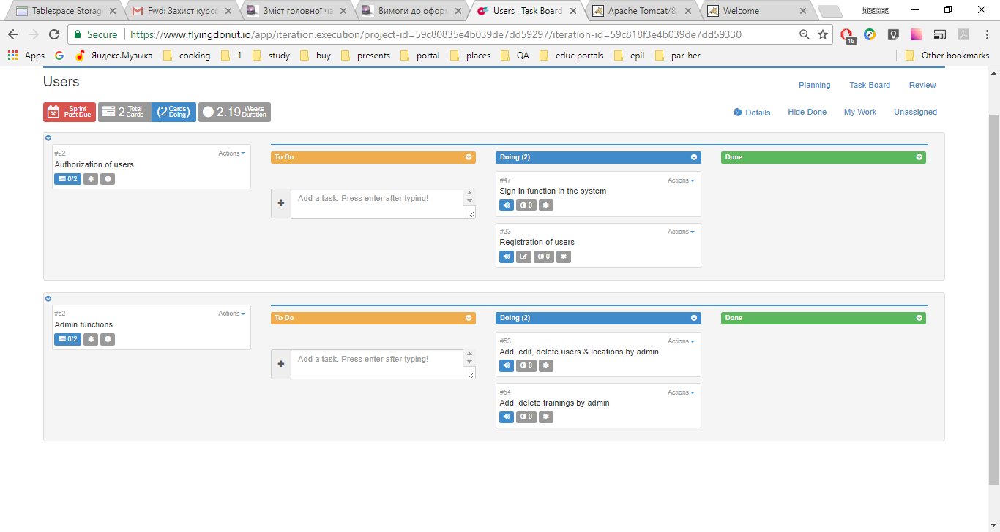 Tablespace Storag
Fwd: Захист курсо
Зміст головної ча
Вимоги до оформ
Users · Task Board
Apache Tomcat/8.
Welcome
Иванна
Secure
https://www.flyingdonut.io/app/iteration.execution/project-id=59c80835e4b039de7dd59297/iteration-id=59c818f3e4b039de7dd59330
16
Apps
Яндекс.Музыка
cooking
1
study
buy
presents
portal
places
QA
educ portals
epil
par-her
Other bookmarks
Users
Planning
Task Board
Review
Sprint Past Due
2 Total Cards
(2 Cards Doing)
2.19 Weeks Duration
Details
Hide Done
My Work
Unassigned
#22
Actions
Authorization of users
0/2
To Do
Add a task. Press enter after typing!
Doing (2)
#47
Actions
Sign In function in the system
0
#23
Actions
Registration of users
0
Done
#52
Actions
Admin functions
0/2
To Do
Add a task. Press enter after typing!
Doing (2)
#53
Actions
Add, edit, delete users & locations by admin
0
#54
Actions
Add, delete trainings by admin
0
Done